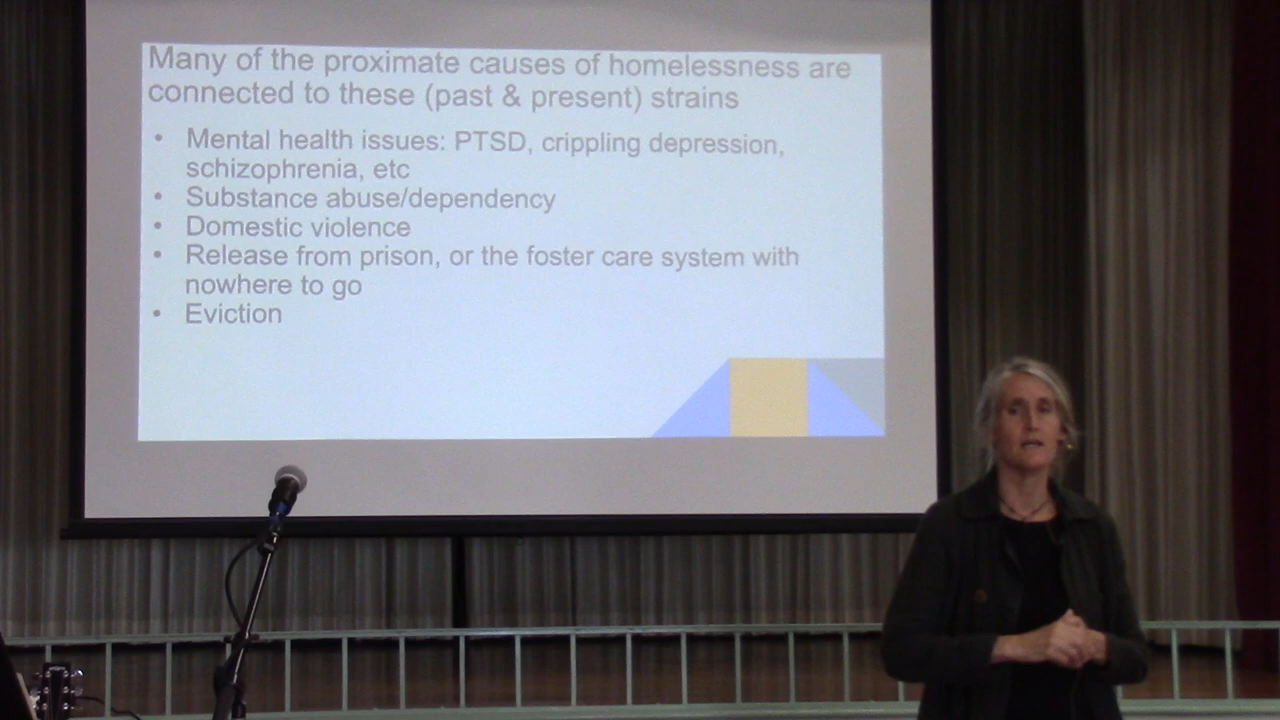 Many of the proximate causes of homelessness are
connected to these (past & present) strains
• Mental health issues: PTSD, crippling depression,
schizophrenia, etc
• Substance abuse/dependency
• Domestic violence
• Release from prison, or the foster care system with
nowhere to go
• Eviction